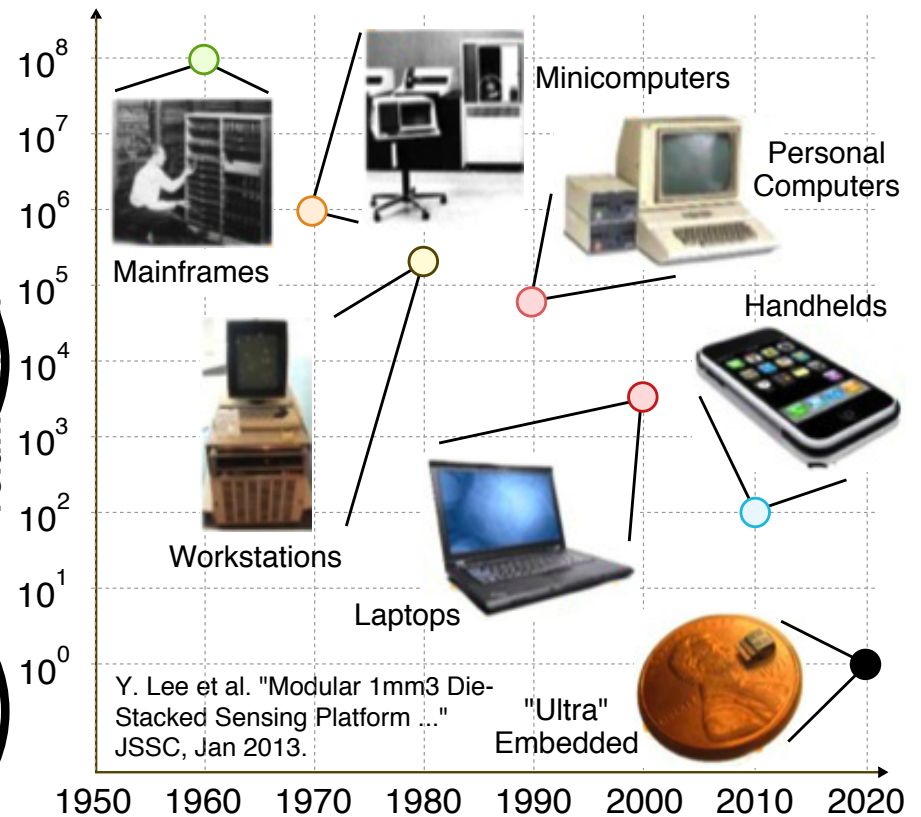 10^8
Minicomputers
10^7
Personal
Computers
10^6
Mainframes
10^5
Handhelds
10^4
10^3
10^2
Workstations
10^1
Laptops
10^0
Y. Lee et al. "Modular 1mm3 Die-
Stacked Sensing Platform ..."
JSSC, Jan 2013.
"Ultra"
Embedded
1950 1960 1970 1980 1990 2000 2010 2020